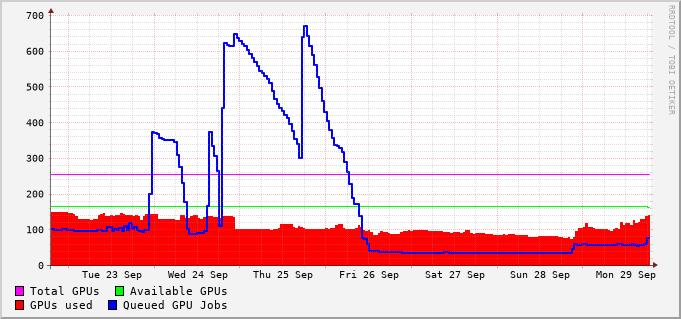 700
600
500
400
300
200
100
0
Tue 23 Sep Wed 24 Sep Thu 25 Sep Fri 26 Sep Sat 27 Sep Sun 28 Sep Mon 29 Sep
Total GPUs Available GPUs
GPUs used Queued GPU Jobs
RRDTOOL / TOBI OETIKER